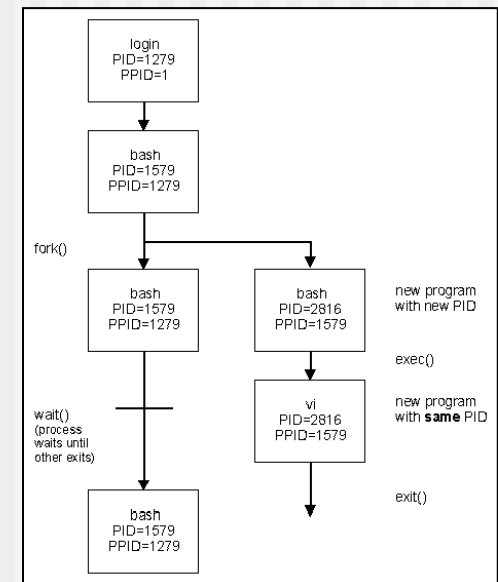 login
PID=1279
PPID=1
bash
PID=1579
PPID=1279
fork()
bash
PID=1579
PPID=1279
bash
PID=2816
PPID=1579
new program
with new PID
exec()
wait()
(process
waits until
other exits)
vi
PID=2816
PPID=1579
new program
with same PID
exit()
bash
PID=1579
PPID=1279